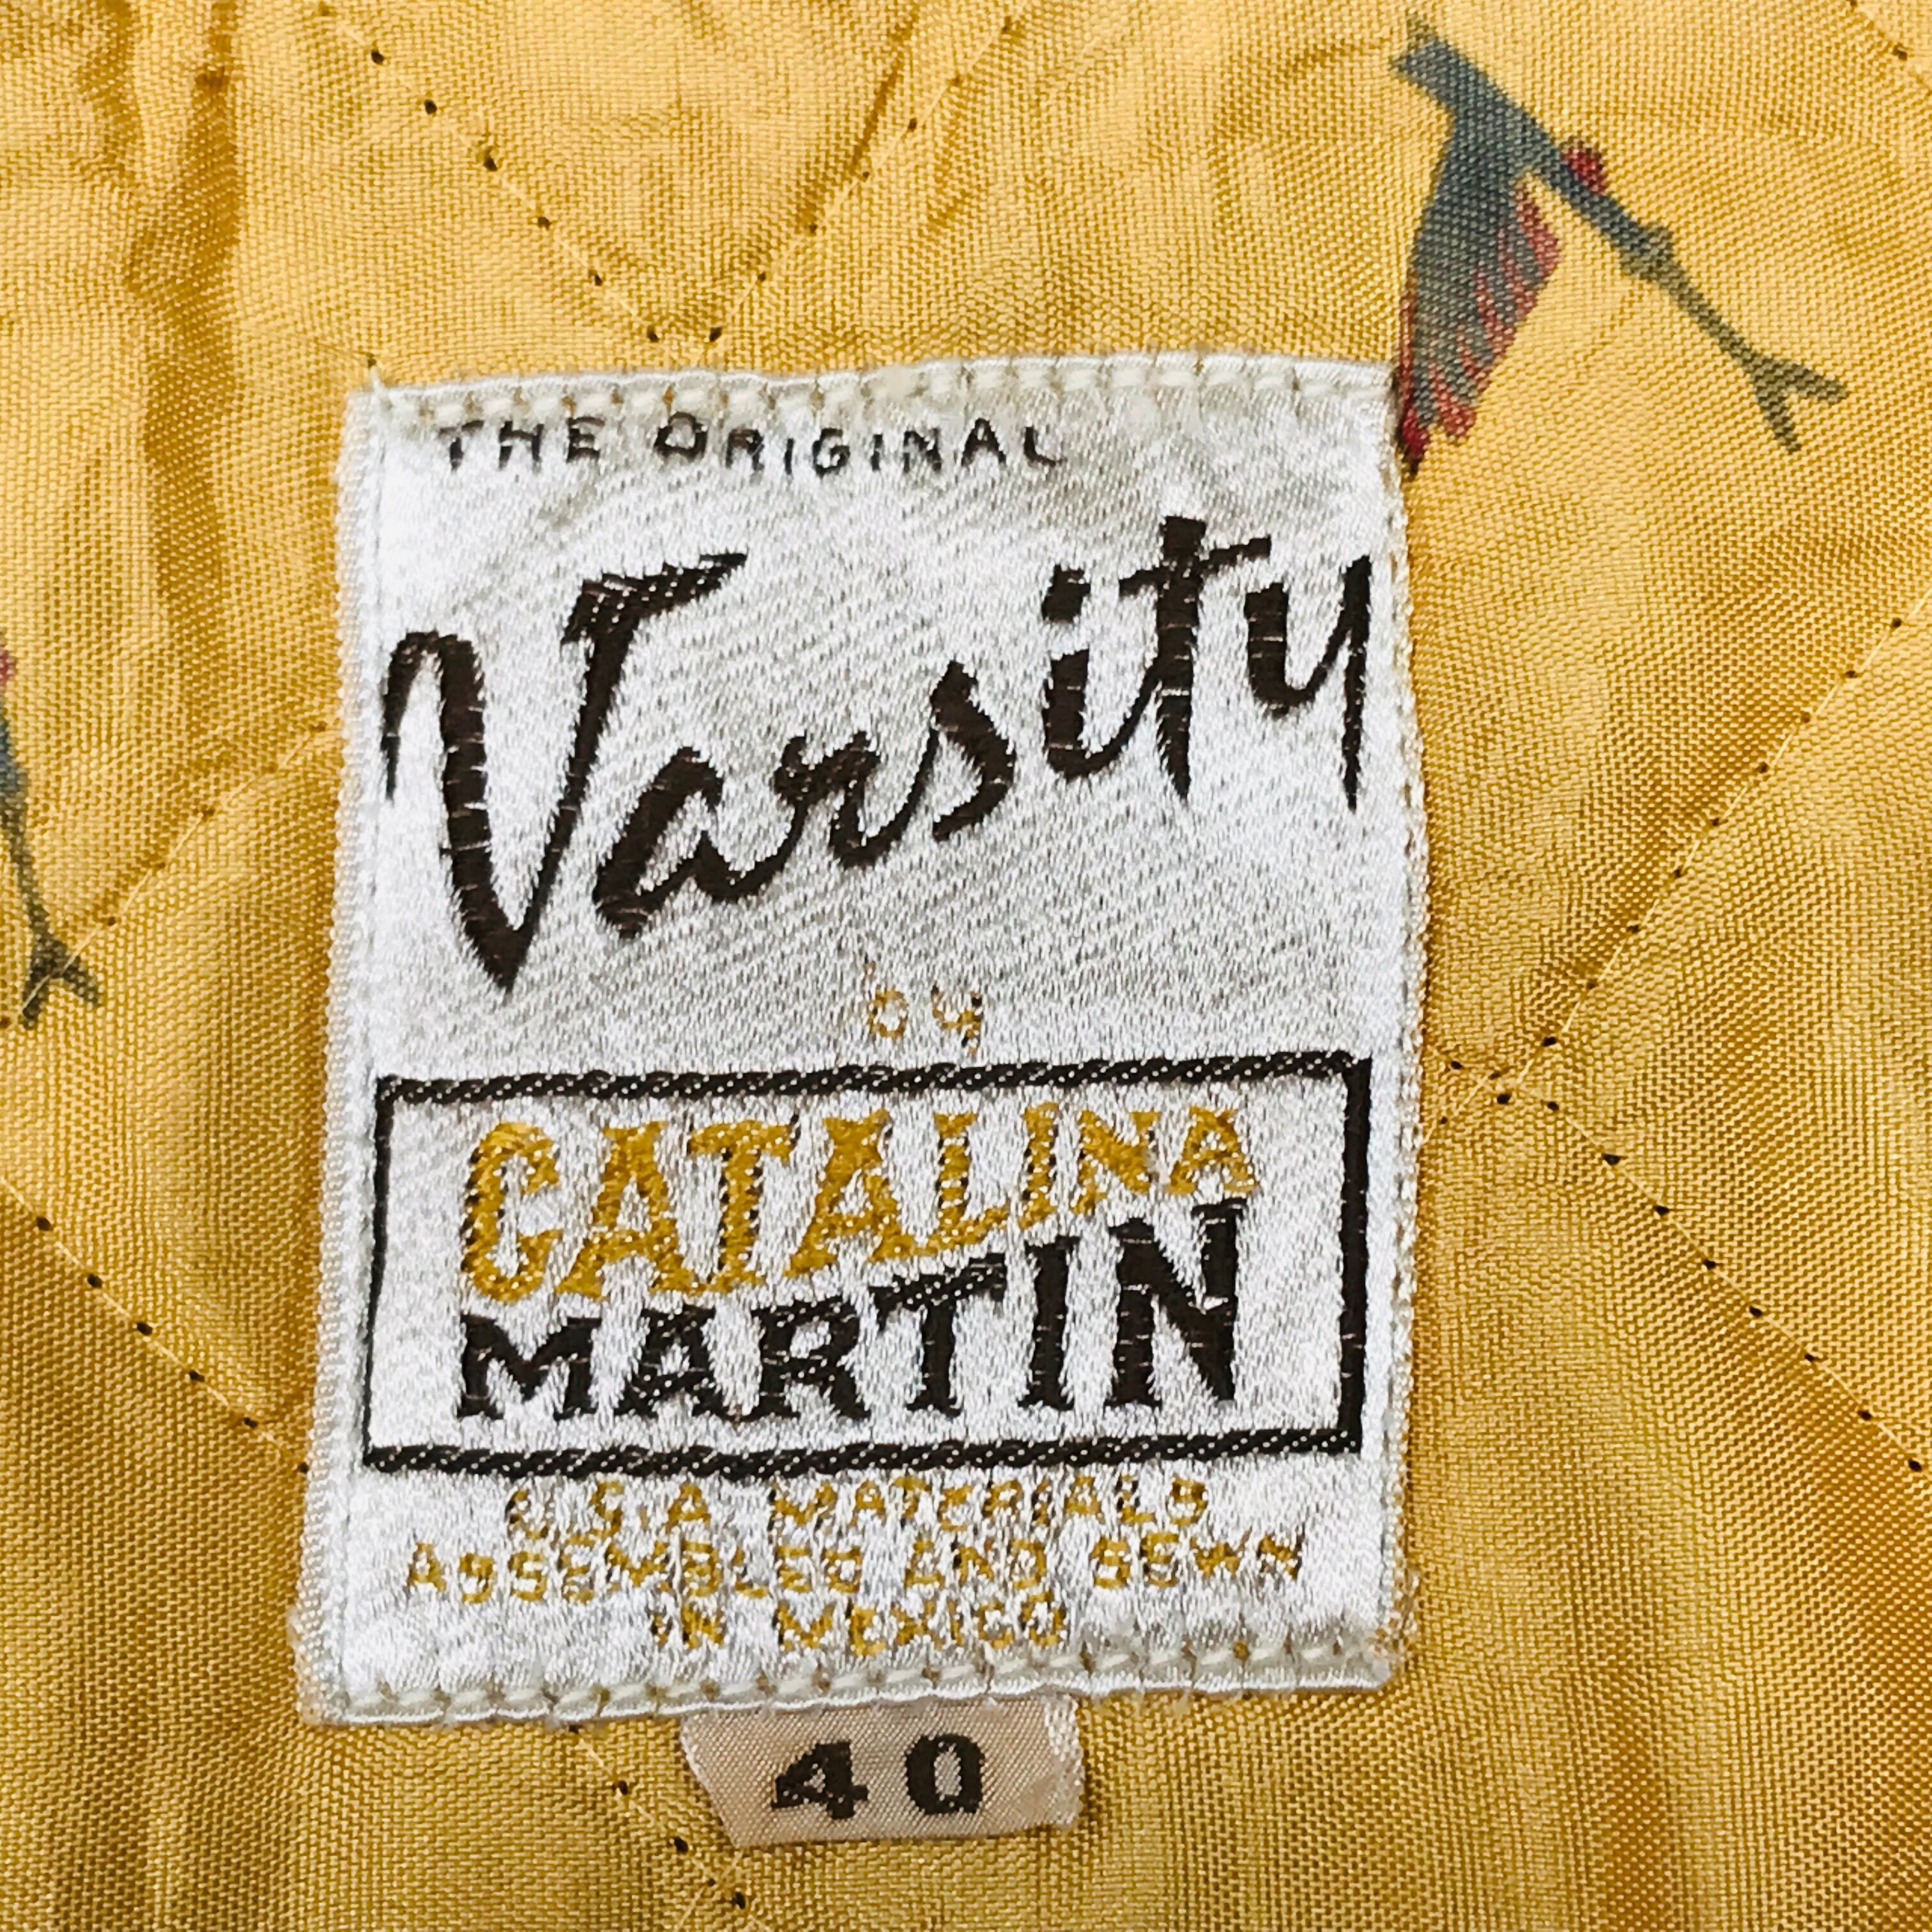 THE ORIGINAL
Varsity
by
CATALINA
MARTIN
U.S.A. MATERIALS
ASSEMBLED AND SEWN
IN MEXICO
40